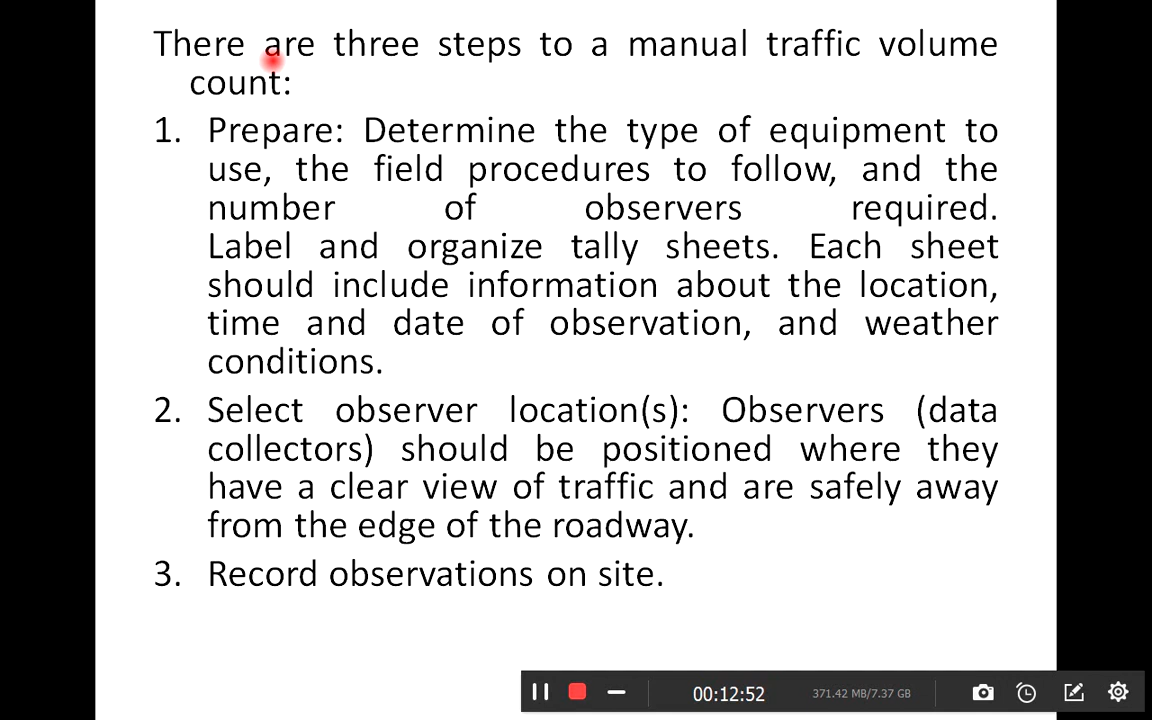 There are three steps to a manual traffic volume
count:
1. Prepare: Determine the type of equipment to
use, the field procedures to follow, and the
number of observers required.
Label and organize tally sheets. Each sheet
should include information about the location,
time and date of observation, and weather
conditions.
2. Select observer location(s): Observers (data
collectors) should be positioned where they
have a clear view of traffic and are safely away
from the edge of the roadway.
3. Record observations on site.
00:12:52 371.42 MB/7.37 GB